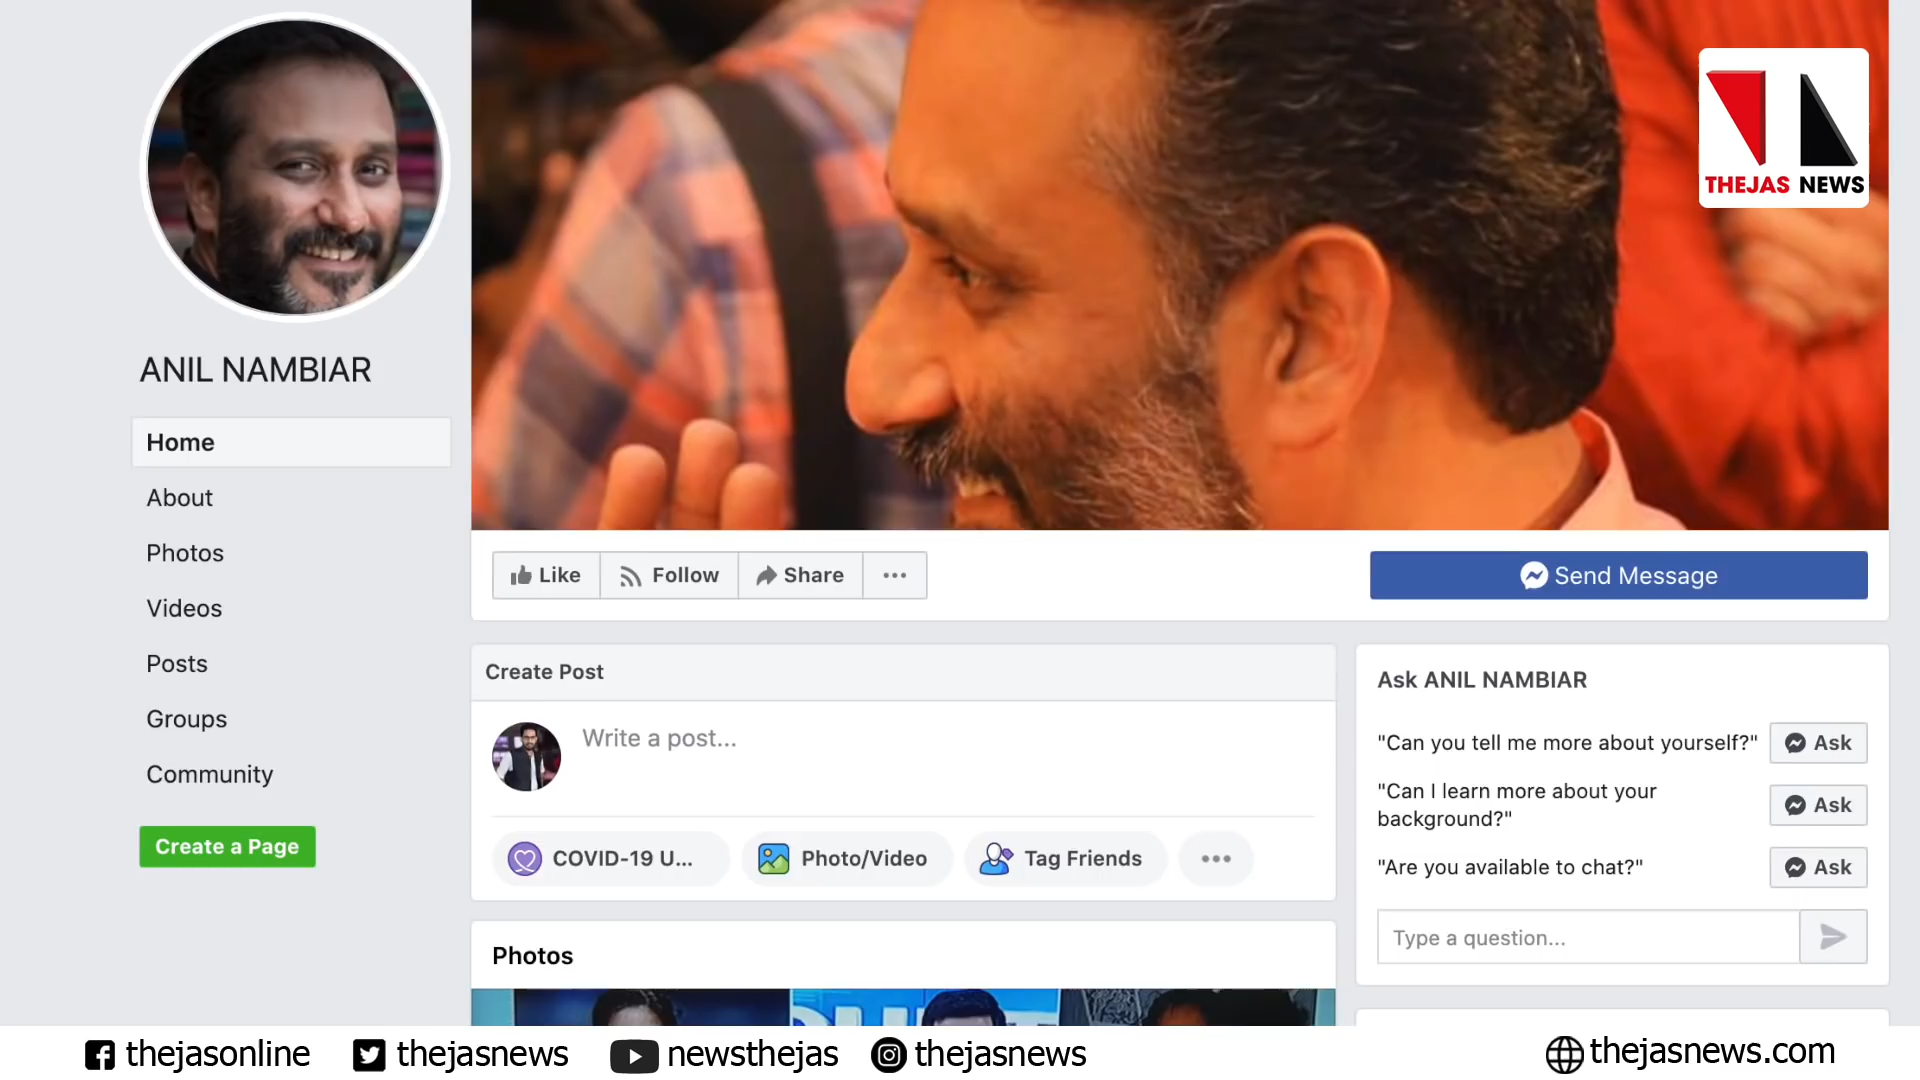 THEJAS NEWS
ANIL NAMBIAR
Home
About
Photos
Videos
Posts
Groups
Community
Create a Page
Like
Follow
Share
Send Message
Create Post
Write a post...
COVID-19 U...
Photo/Video
Tag Friends
Photos
Ask ANIL NAMBIAR
"Can you tell me more about yourself?"
Ask
"Can I learn more about your
background?"
Ask
"Are you available to chat?"
Ask
Type a question...
thejasonline
thejasnews
newsthejas
thejasnews
thejasnews.com